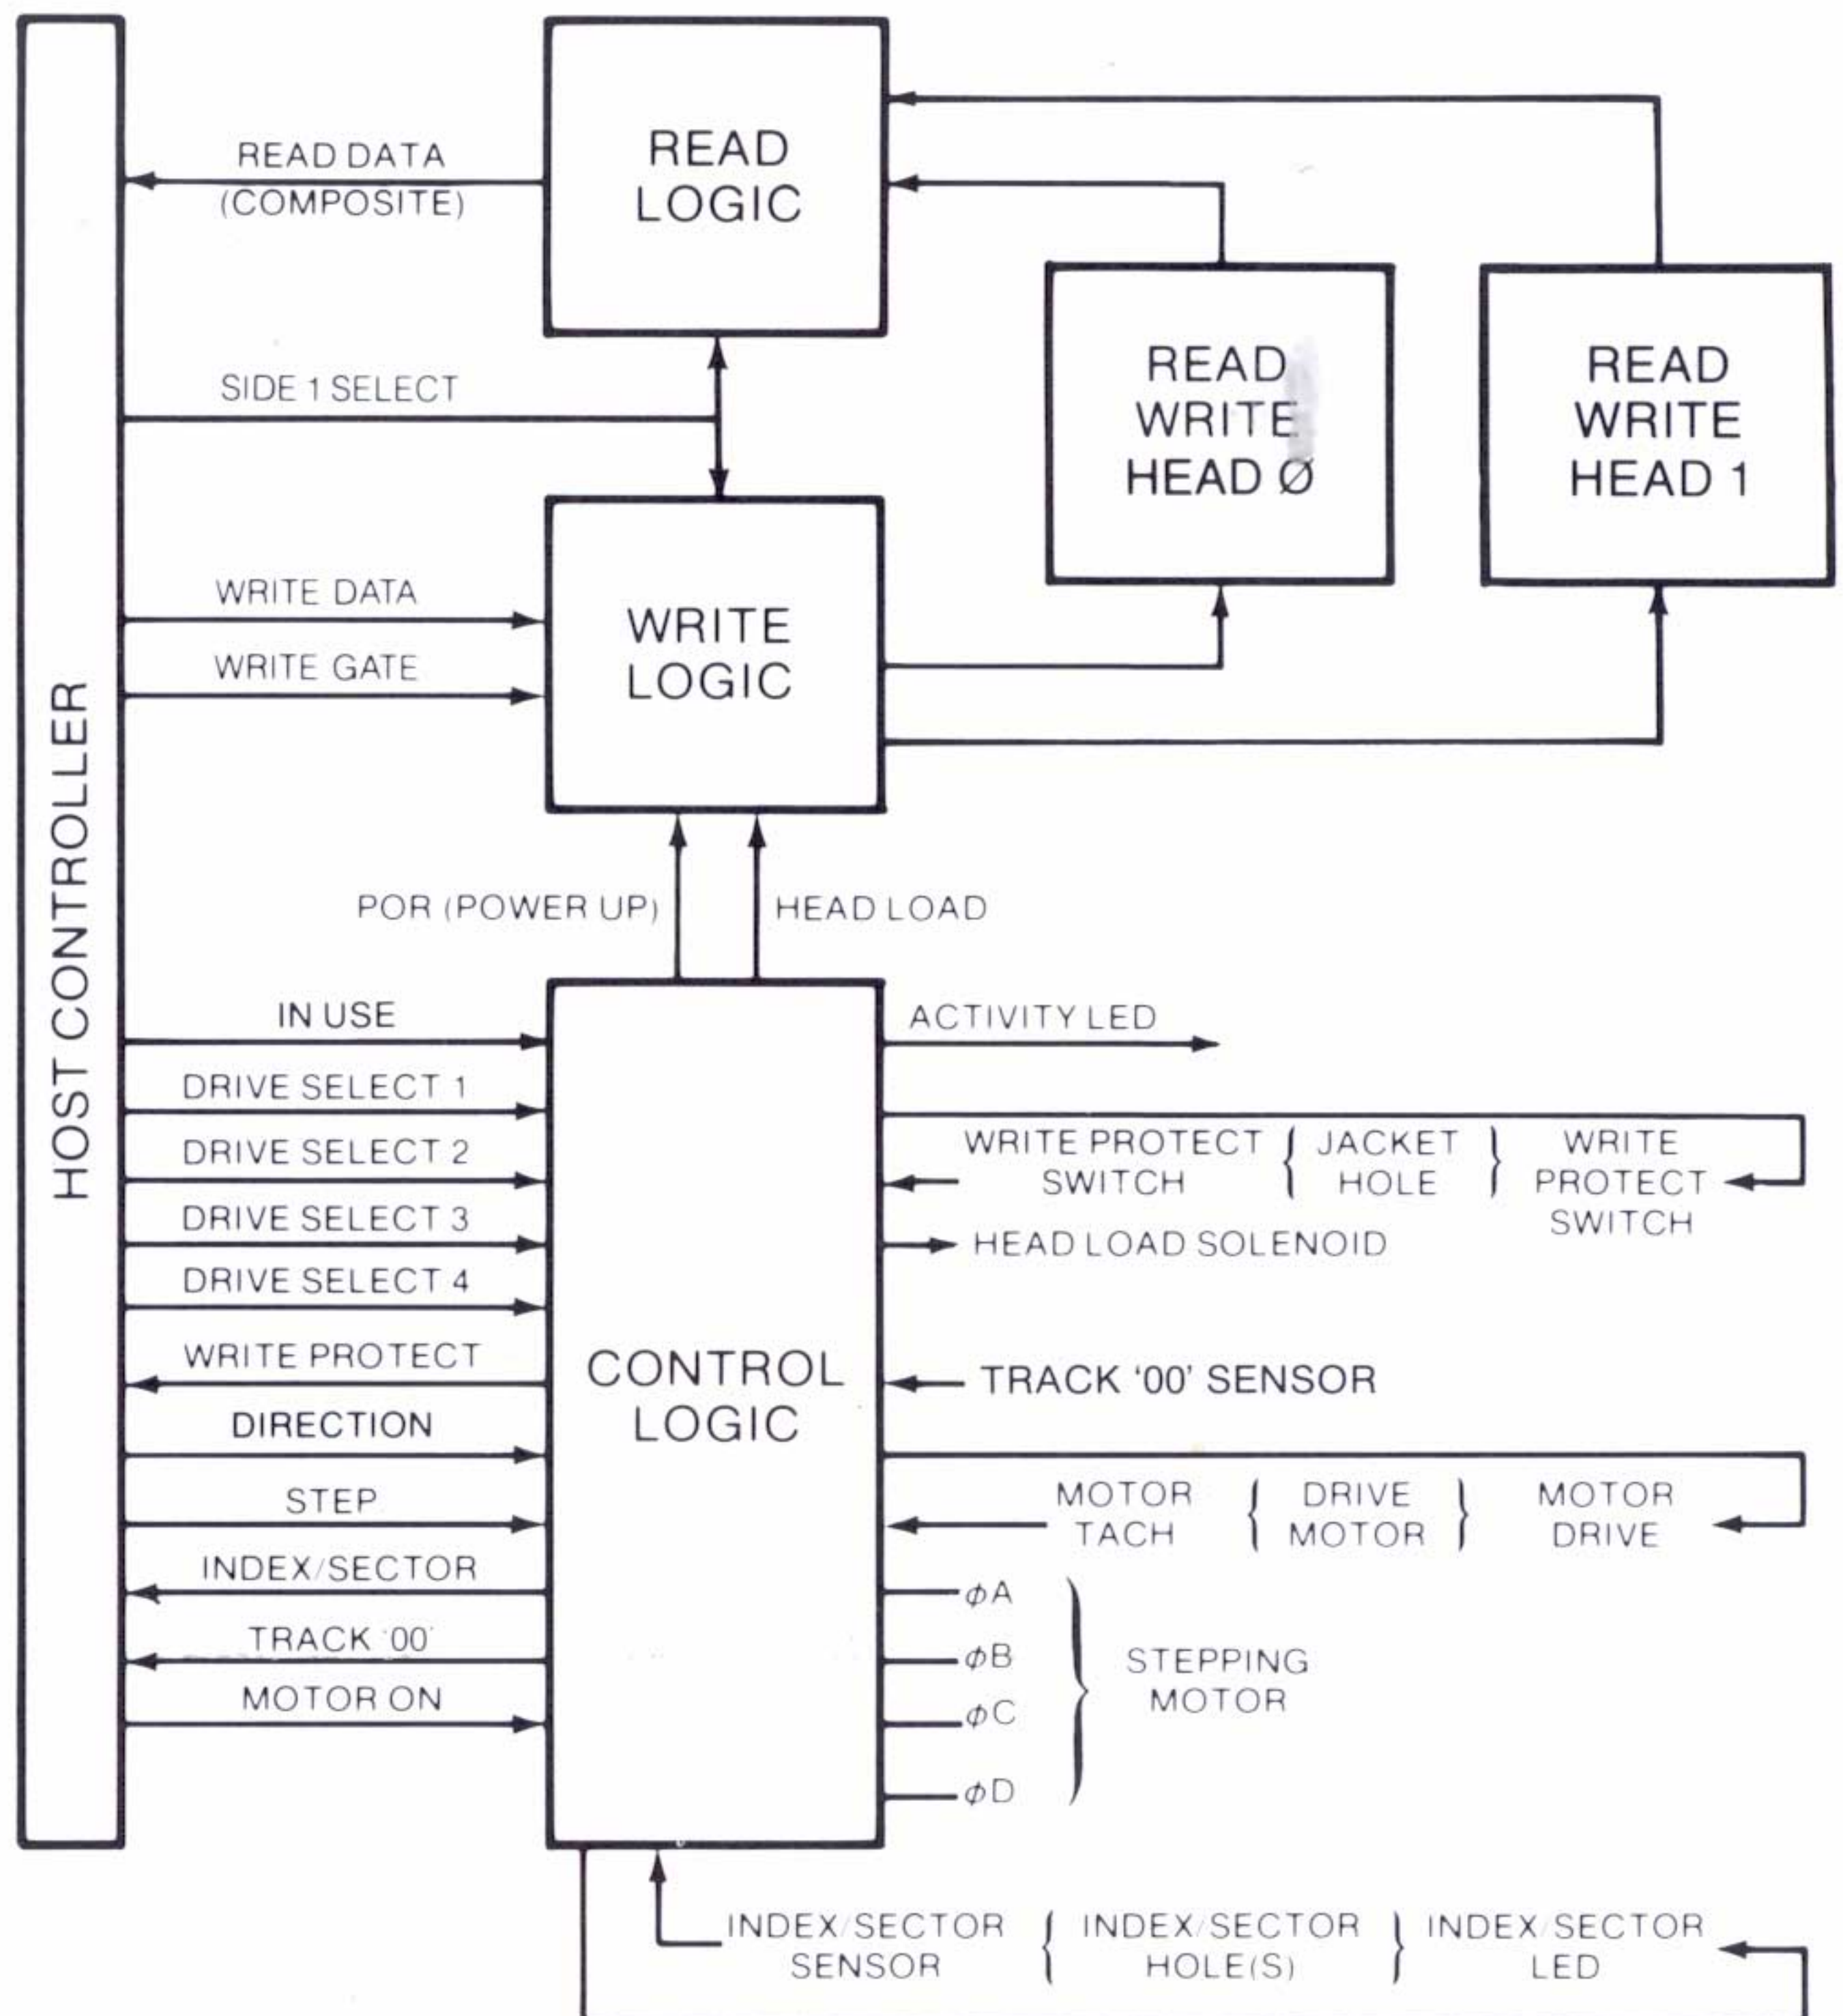 HOST CONTROLLER
READ DATA
(COMPOSITE)
READ
LOGIC
SIDE 1 SELECT
READ
WRITE
HEAD Ø
READ
WRITE
HEAD 1
WRITE DATA
WRITE GATE
WRITE
LOGIC
POR (POWER UP)
HEAD LOAD
IN USE
DRIVE SELECT 1
DRIVE SELECT 2
DRIVE SELECT 3
DRIVE SELECT 4
WRITE PROTECT
DIRECTION
STEP
INDEX/SECTOR
TRACK '00'
MOTOR ON
CONTROL
LOGIC
ACTIVITY LED
WRITE PROTECT
SWITCH
JACKET
HOLE
WRITE
PROTECT
SWITCH
HEAD LOAD SOLENOID
TRACK '00' SENSOR
MOTOR
TACH
DRIVE
MOTOR
MOTOR
DRIVE
ϕA
ϕB
ϕC
ϕD
STEPPING
MOTOR
INDEX/SECTOR
SENSOR
INDEX/SECTOR
HOLE(S)
INDEX/SECTOR
LED